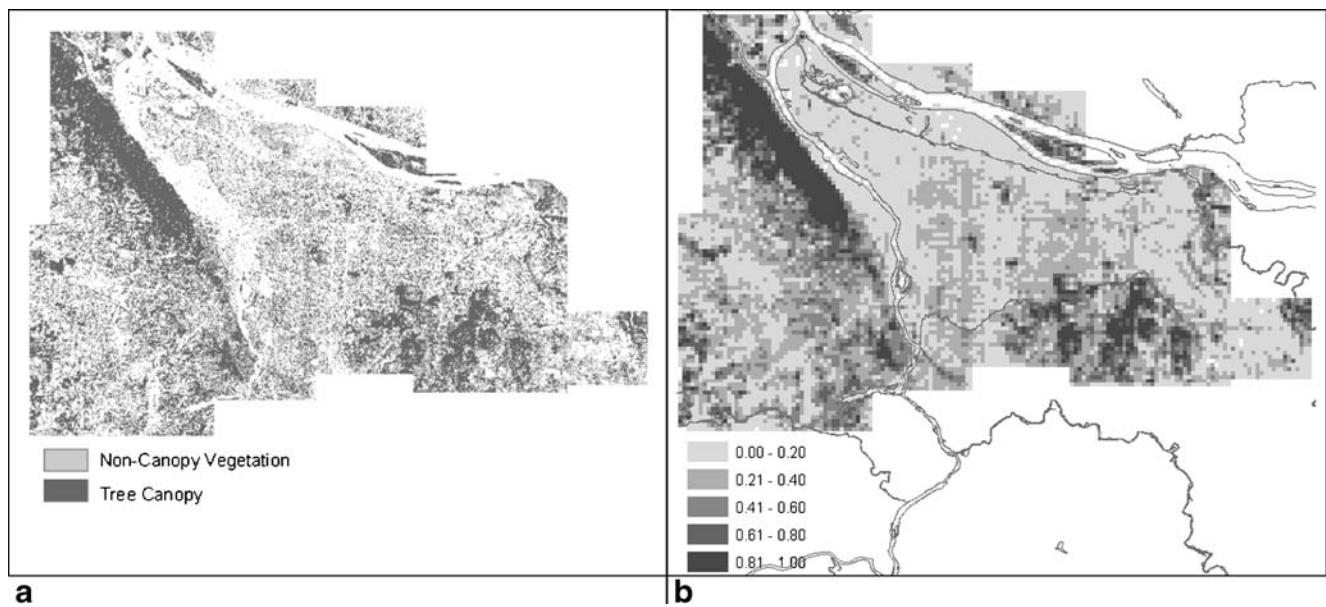 Non-Canopy Vegetation
Tree Canopy
a
0.00 - 0.20
0.21 - 0.40
0.41 - 0.60
0.61 - 0.80
0.81 - 1.00
b